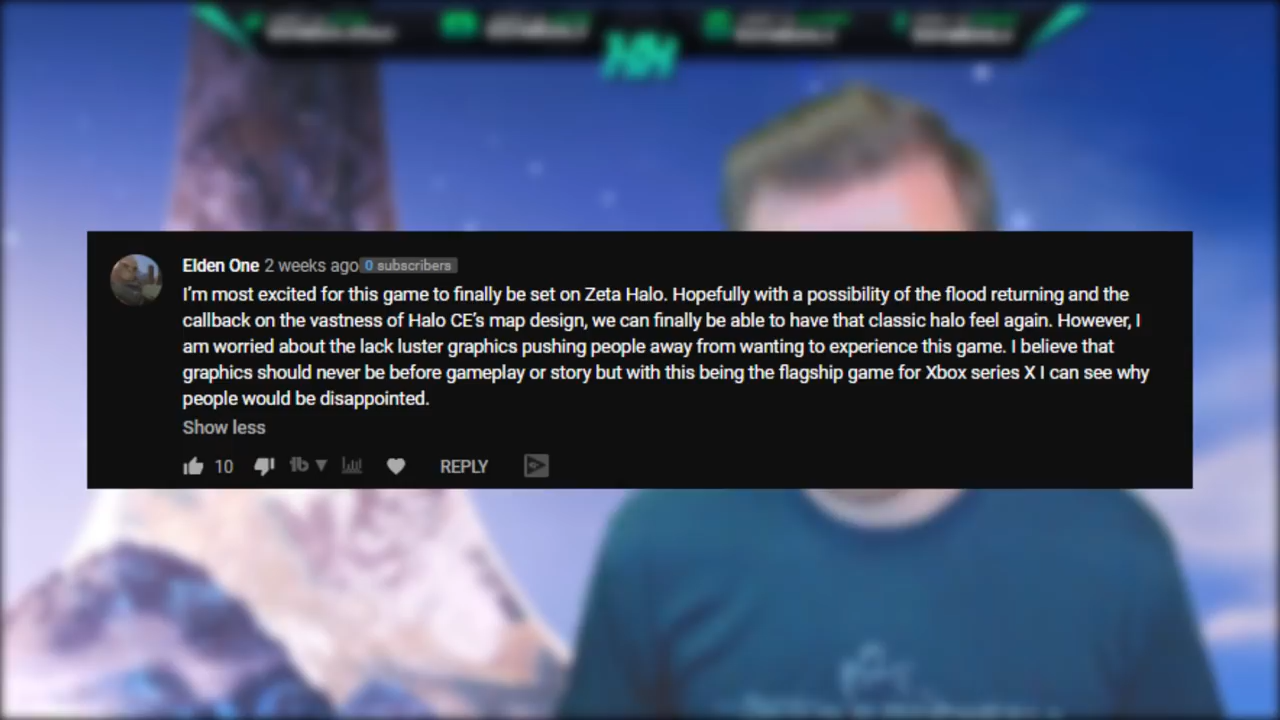 HH
Elden One 2 weeks ago 0 subscribers
I'm most excited for this game to finally be set on Zeta Halo. Hopefully with a possibility of the flood returning and the
callback on the vastness of Halo CE's map design, we can finally be able to have that classic halo feel again. However, I
am worried about the lack luster graphics pushing people away from wanting to experience this game. I believe that
graphics should never be before gameplay or story but with this being the flagship game for Xbox series X I can see why
people would be disappointed.
Show less
10 REPLY